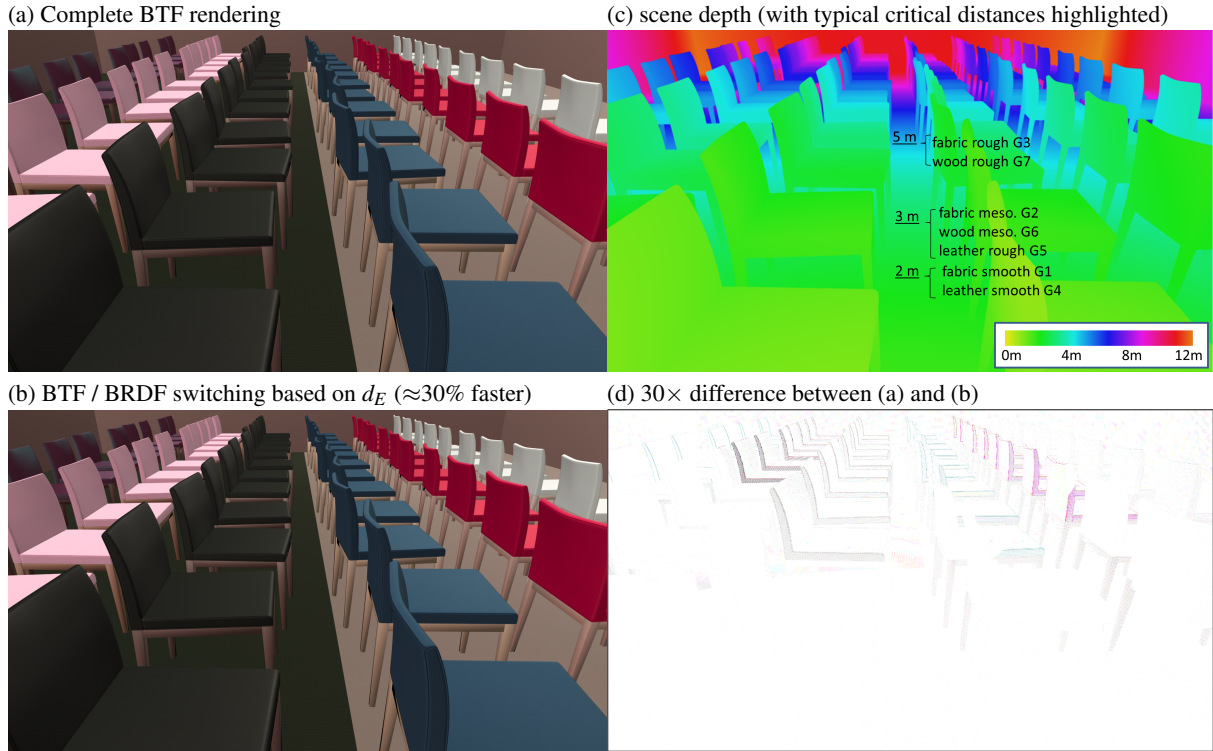 (a) Complete BTF rendering
(c) scene depth (with typical critical distances highlighted)
5 m
fabric rough G3
wood rough G7
3 m
fabric meso. G2
wood meso. G6
leather rough G5
2 m
fabric smooth G1
leather smooth G4
0m 4m 8m 12m
(b) BTF / BRDF switching based on d_E (≈30% faster)
(d) 30× difference between (a) and (b)